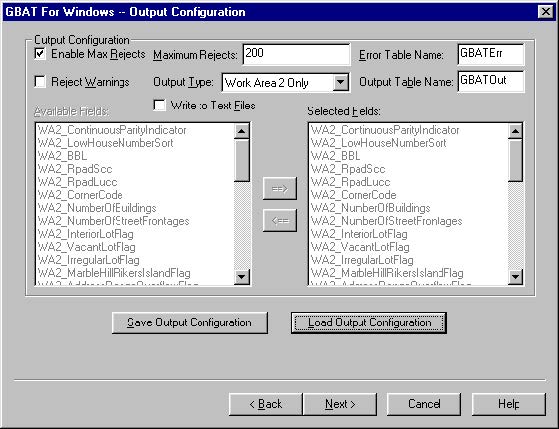 GBAT For Windows -- Output Configuration
Output Configuration
Enable Max Rejects
Maximum Rejects: 200
Error Table Name: GBATErr
Reject Warnings
Output Type: Work Area 2 Only
Output Table Name: GBATOut
Write to Text Files
Available Fields:
WA2_ContinuousParityIndicator
WA2_LowHouseNumberSort
WA2_BBL
WA2_RpadScc
WA2_RpadLucc
WA2_CornerCode
WA2_NumberOfBuildings
WA2_NumberOfStreetFrontages
WA2_InteriorLotFlag
WA2_VacantLotFlag
WA2_IrregularLotFlag
WA2_MarbleHillRikersIslandFlag
WA2_AddressRangeOverflowFlag
==>
<==
Selected Fields:
WA2_ContinuousParityIndicator
WA2_LowHouseNumberSort
WA2_BBL
WA2_RpadScc
WA2_RpadLucc
WA2_CornerCode
WA2_NumberOfBuildings
WA2_NumberOfStreetFrontages
WA2_InteriorLotFlag
WA2_VacantLotFlag
WA2_IrregularLotFlag
WA2_MarbleHillRikersIslandFlag
WA2_AddressRangeOverflowFlag
Save Output Configuration
Load Output Configuration
< Back
Next >
Cancel
Help